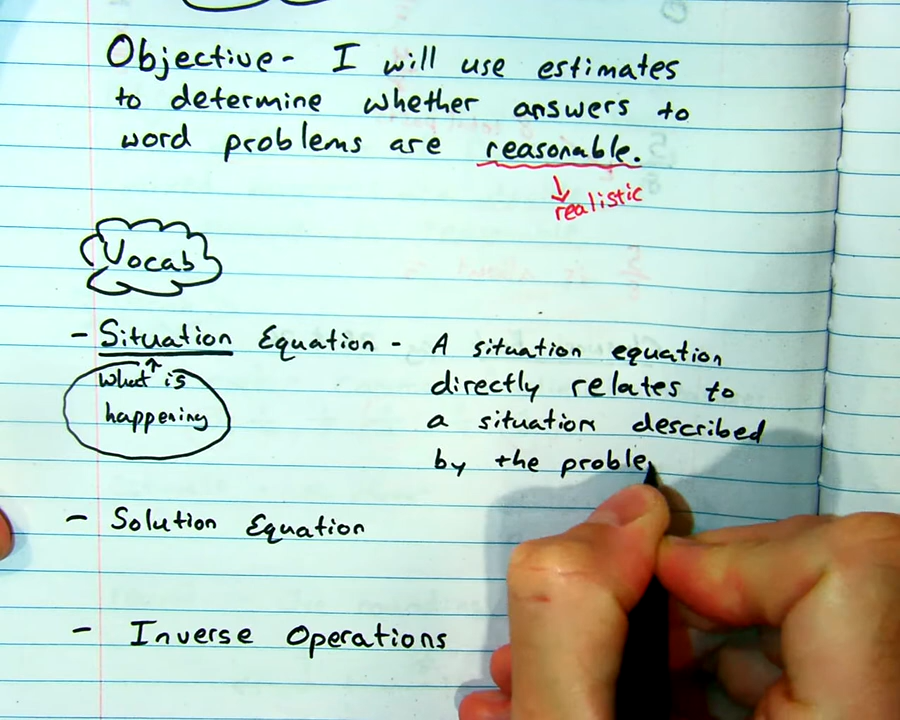 Objective - I will use estimates
to determine whether answers to
word problems are reasonable.
realistic
Vocab
- Situation Equation - A situation equation
what is
directly relates to
happening
a situation described
by the proble
- Solution Equation
- Inverse Operations